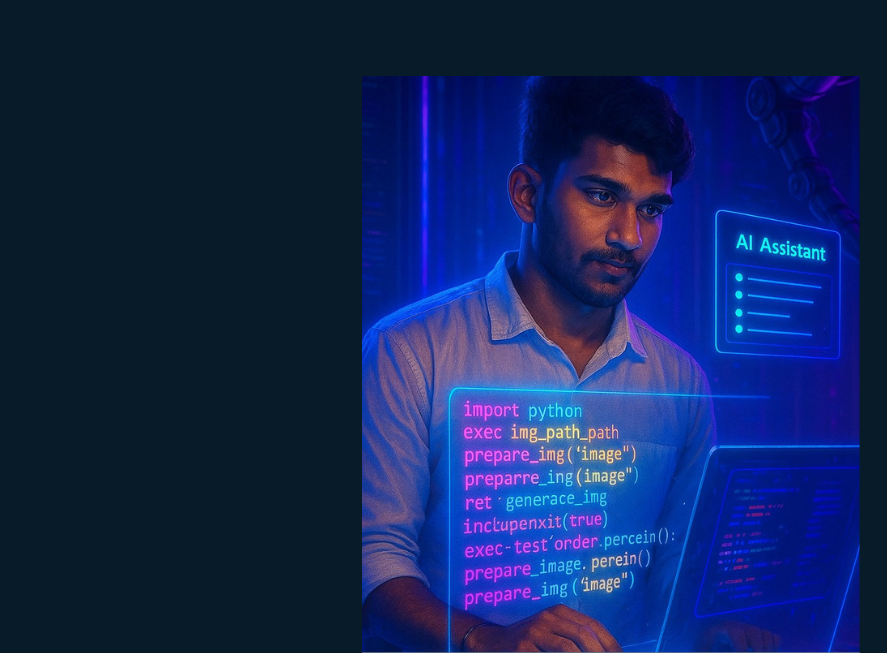 AI Assistant
import python
exec img_path_path
prepare_img('image")
preparre_ing(image")
ret generace_img
inclupenxit(true)
exec-test'order.percein():
prepare_image. perein()
prepare_img('image")